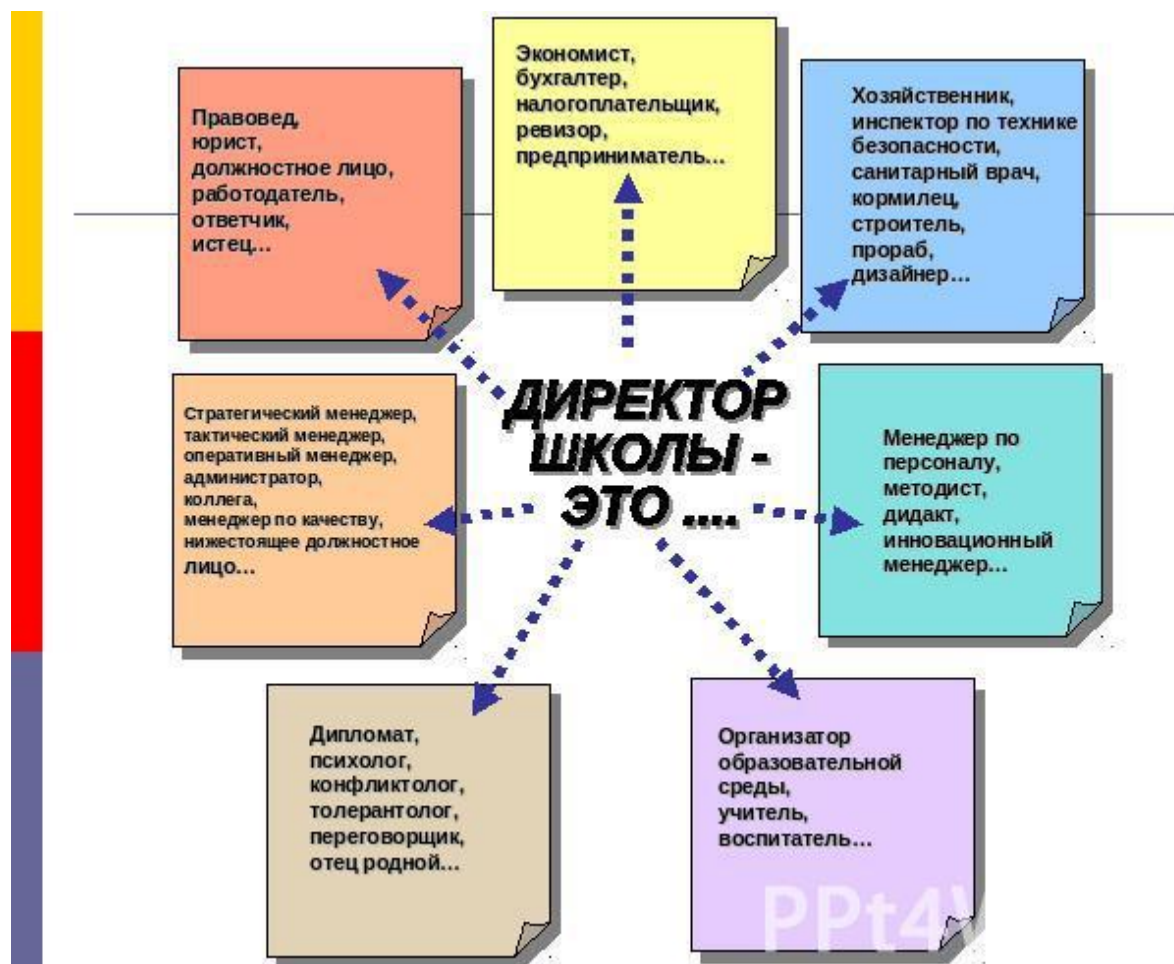 Правовед,
юрист,
должностное лицо,
работодатель,
ответчик,
истец…
Экономист,
бухгалтер,
налогоплательщик,
ревизор,
предприниматель…
Хозяйственник,
инспектор по технике
безопасности,
санитарный врач,
кормилец,
строитель,
прораб,
дизайнер…
ДИРЕКТОР
ШКОЛЫ -
ЭТО ....
Стратегический менеджер,
тактический менеджер,
оперативный менеджер,
администратор,
коллега,
менеджер по качеству,
нижестоящее должностное
лицо…
Менеджер по
персоналу,
методист,
дидакт,
инновационный
менеджер…
Дипломат,
психолог,
конфликтолог,
толерантолог,
переговорщик,
отец родной…
Организатор
образовательной
среды,
учитель,
воспитатель…
PPt4